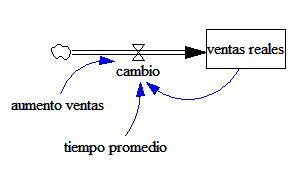 ventas reales
cambio
aumento ventas
tiempo promedio